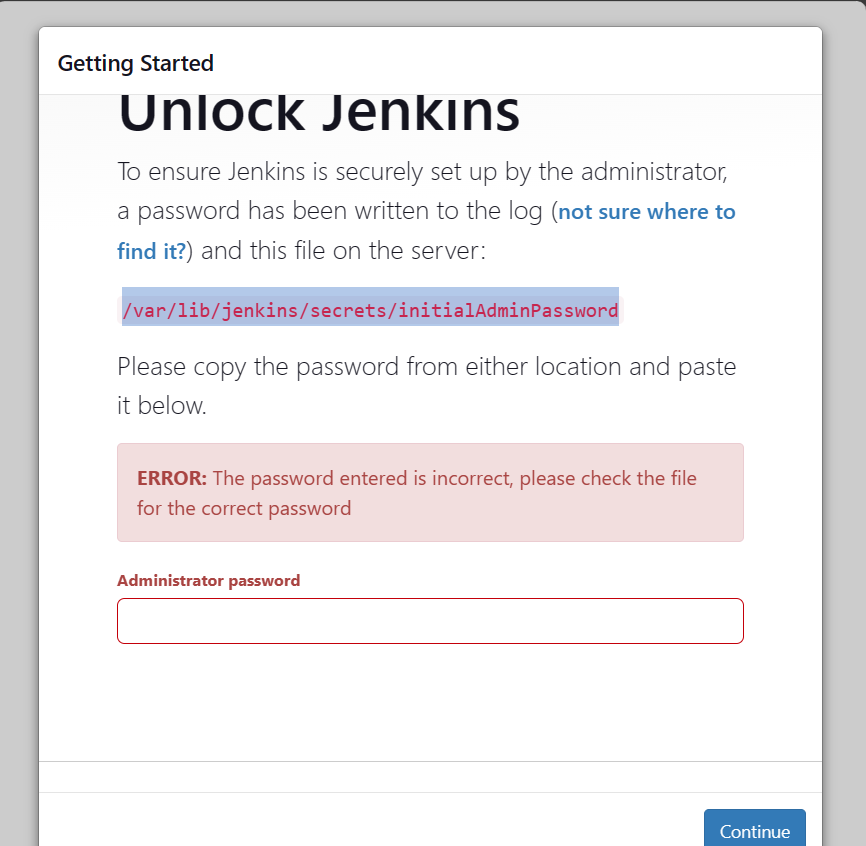 Getting Started
Unlock Jenkins
To ensure Jenkins is securely set up by the administrator,
a password has been written to the log (not sure where to
find it?) and this file on the server:
/var/lib/jenkins/secrets/initialAdminPassword
Please copy the password from either location and paste
it below.
ERROR: The password entered is incorrect, please check the file
for the correct password
Administrator password
Continue